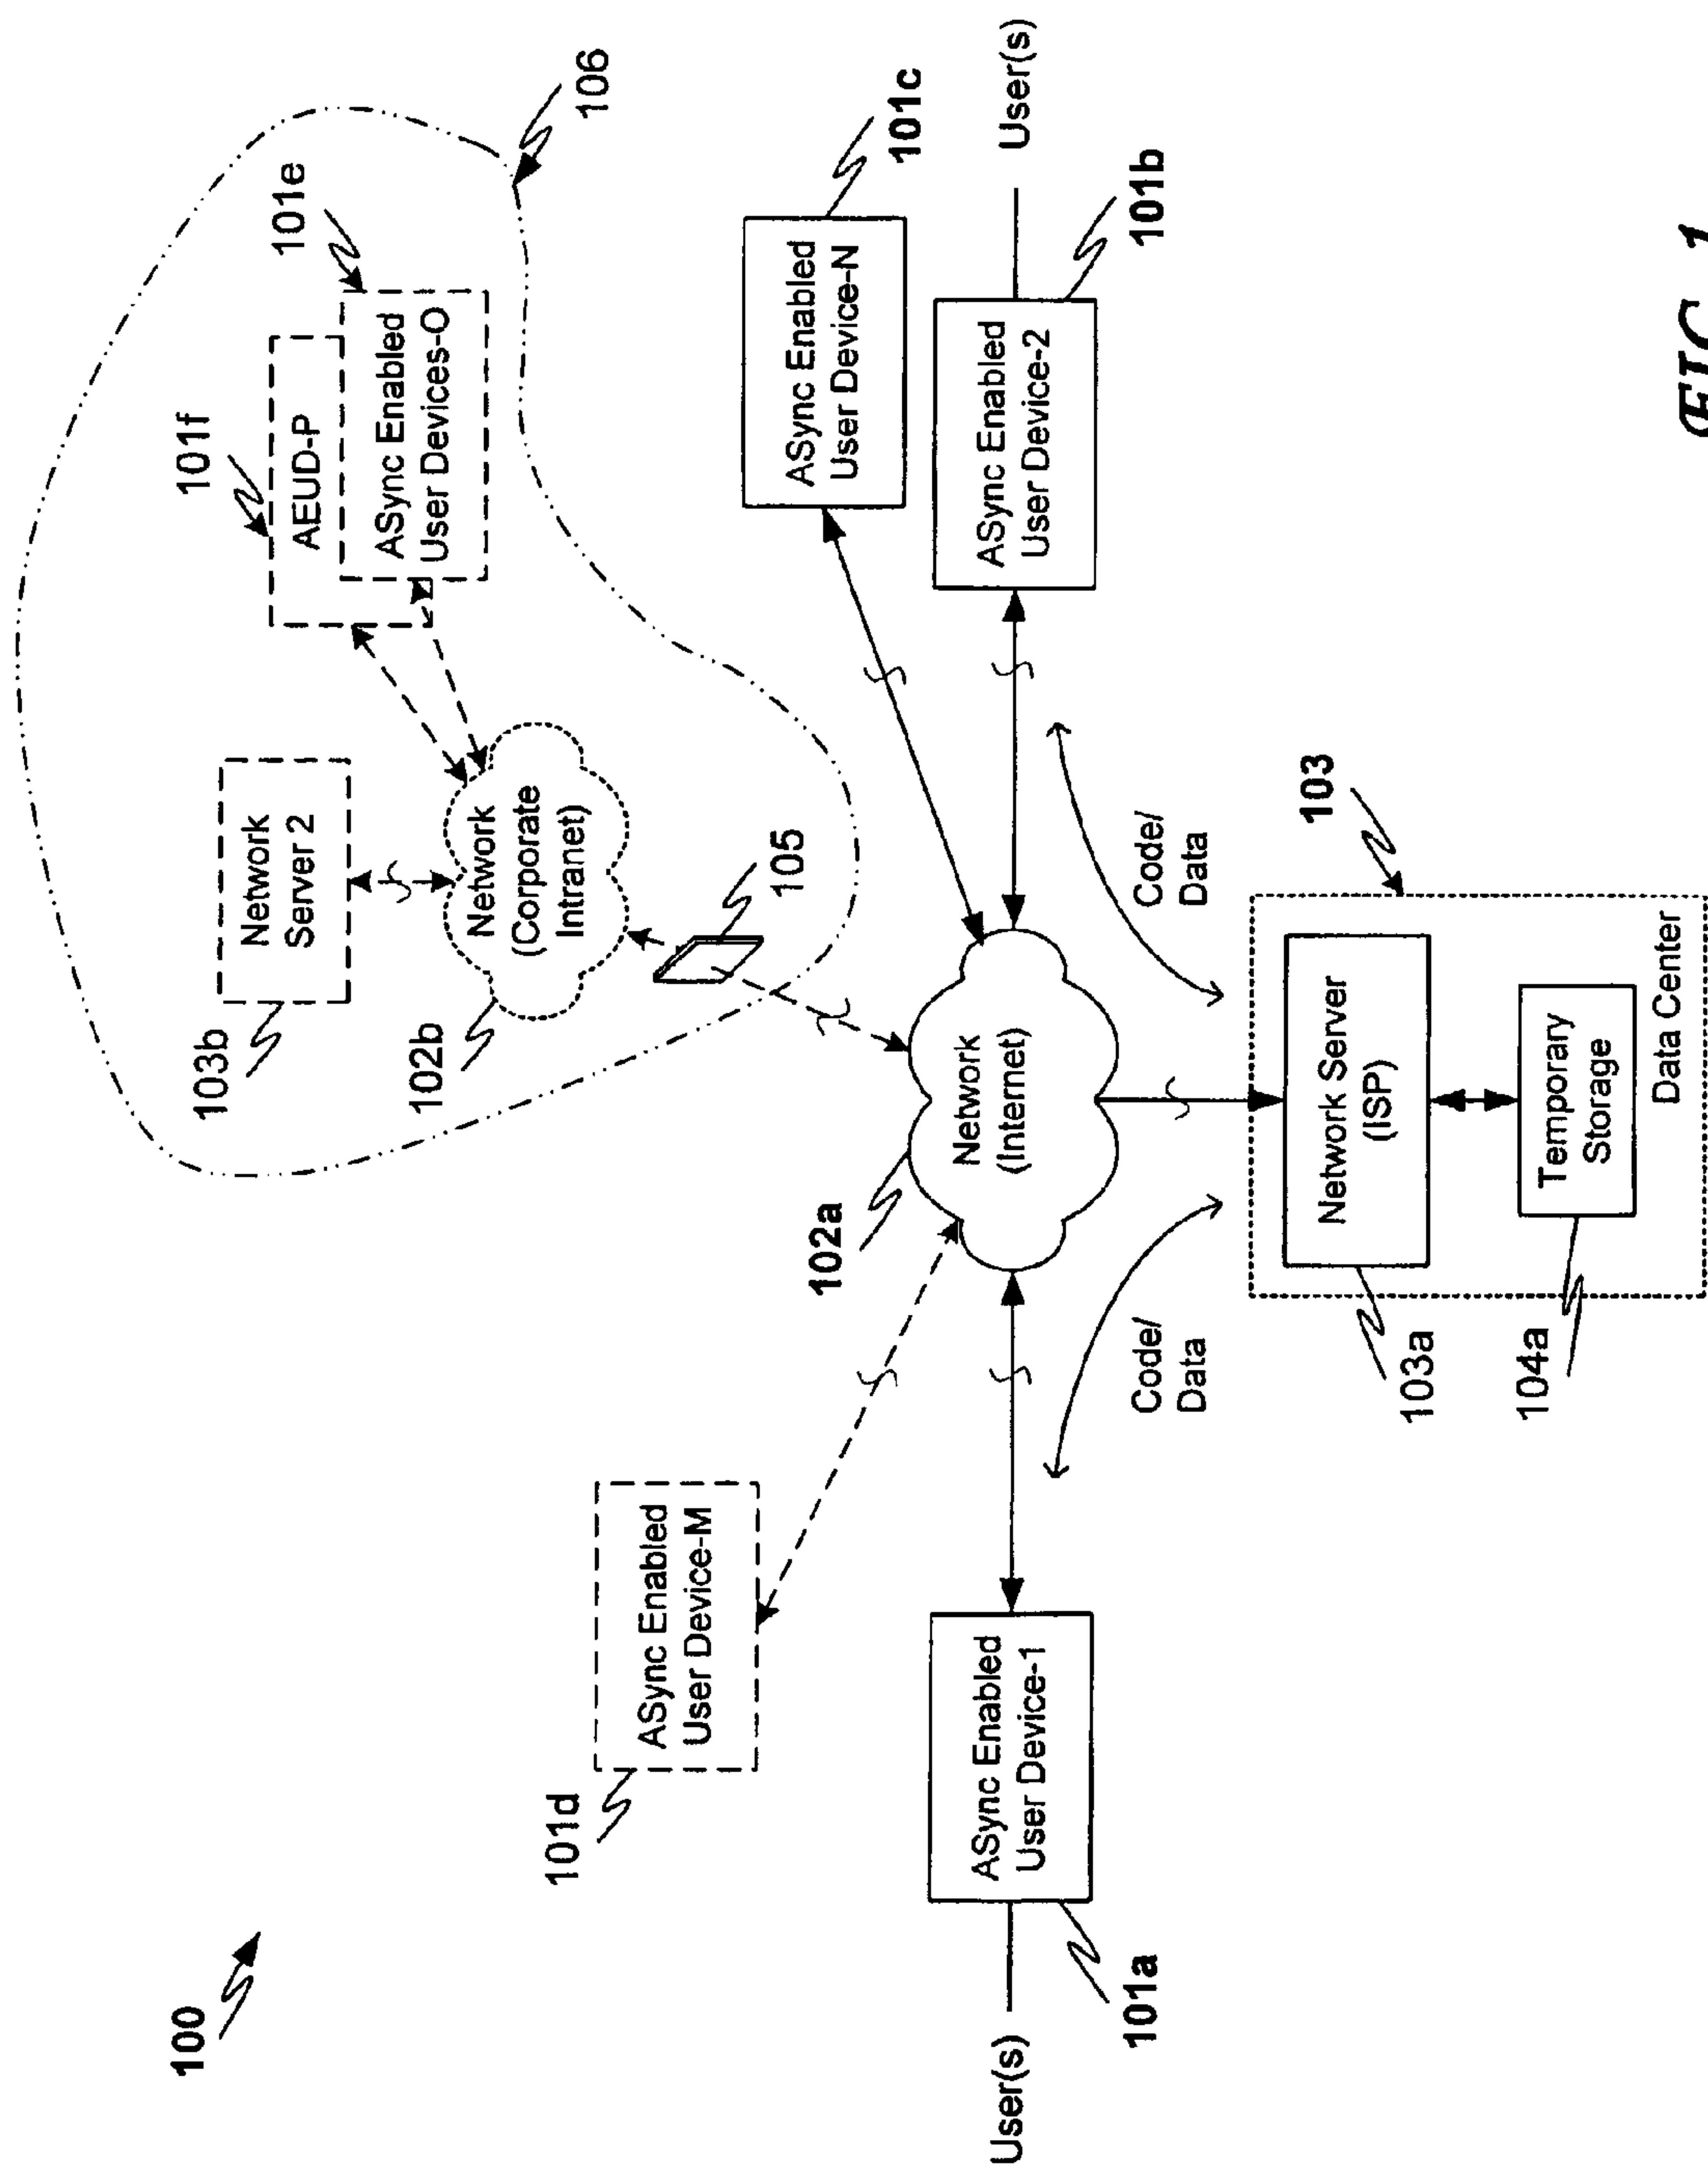 100
106
101f
101e
AEUD-P
ASync Enabled
User Devices-O
103b
Network
Server 2
102b
Network
(Corporate
Intranet)
105
101d
ASync Enabled
User Device-M
ASync Enabled
User Device-N
101c
102a
Network
(Internet)
User(s)
ASync Enabled
User Device-1
101a
ASync Enabled
User Device-2
101b
User(s)
Code/
Data
Code/
Data
103
Network Server
(ISP)
103a
Temporary
Storage
104a
Data Center
FIG. 1